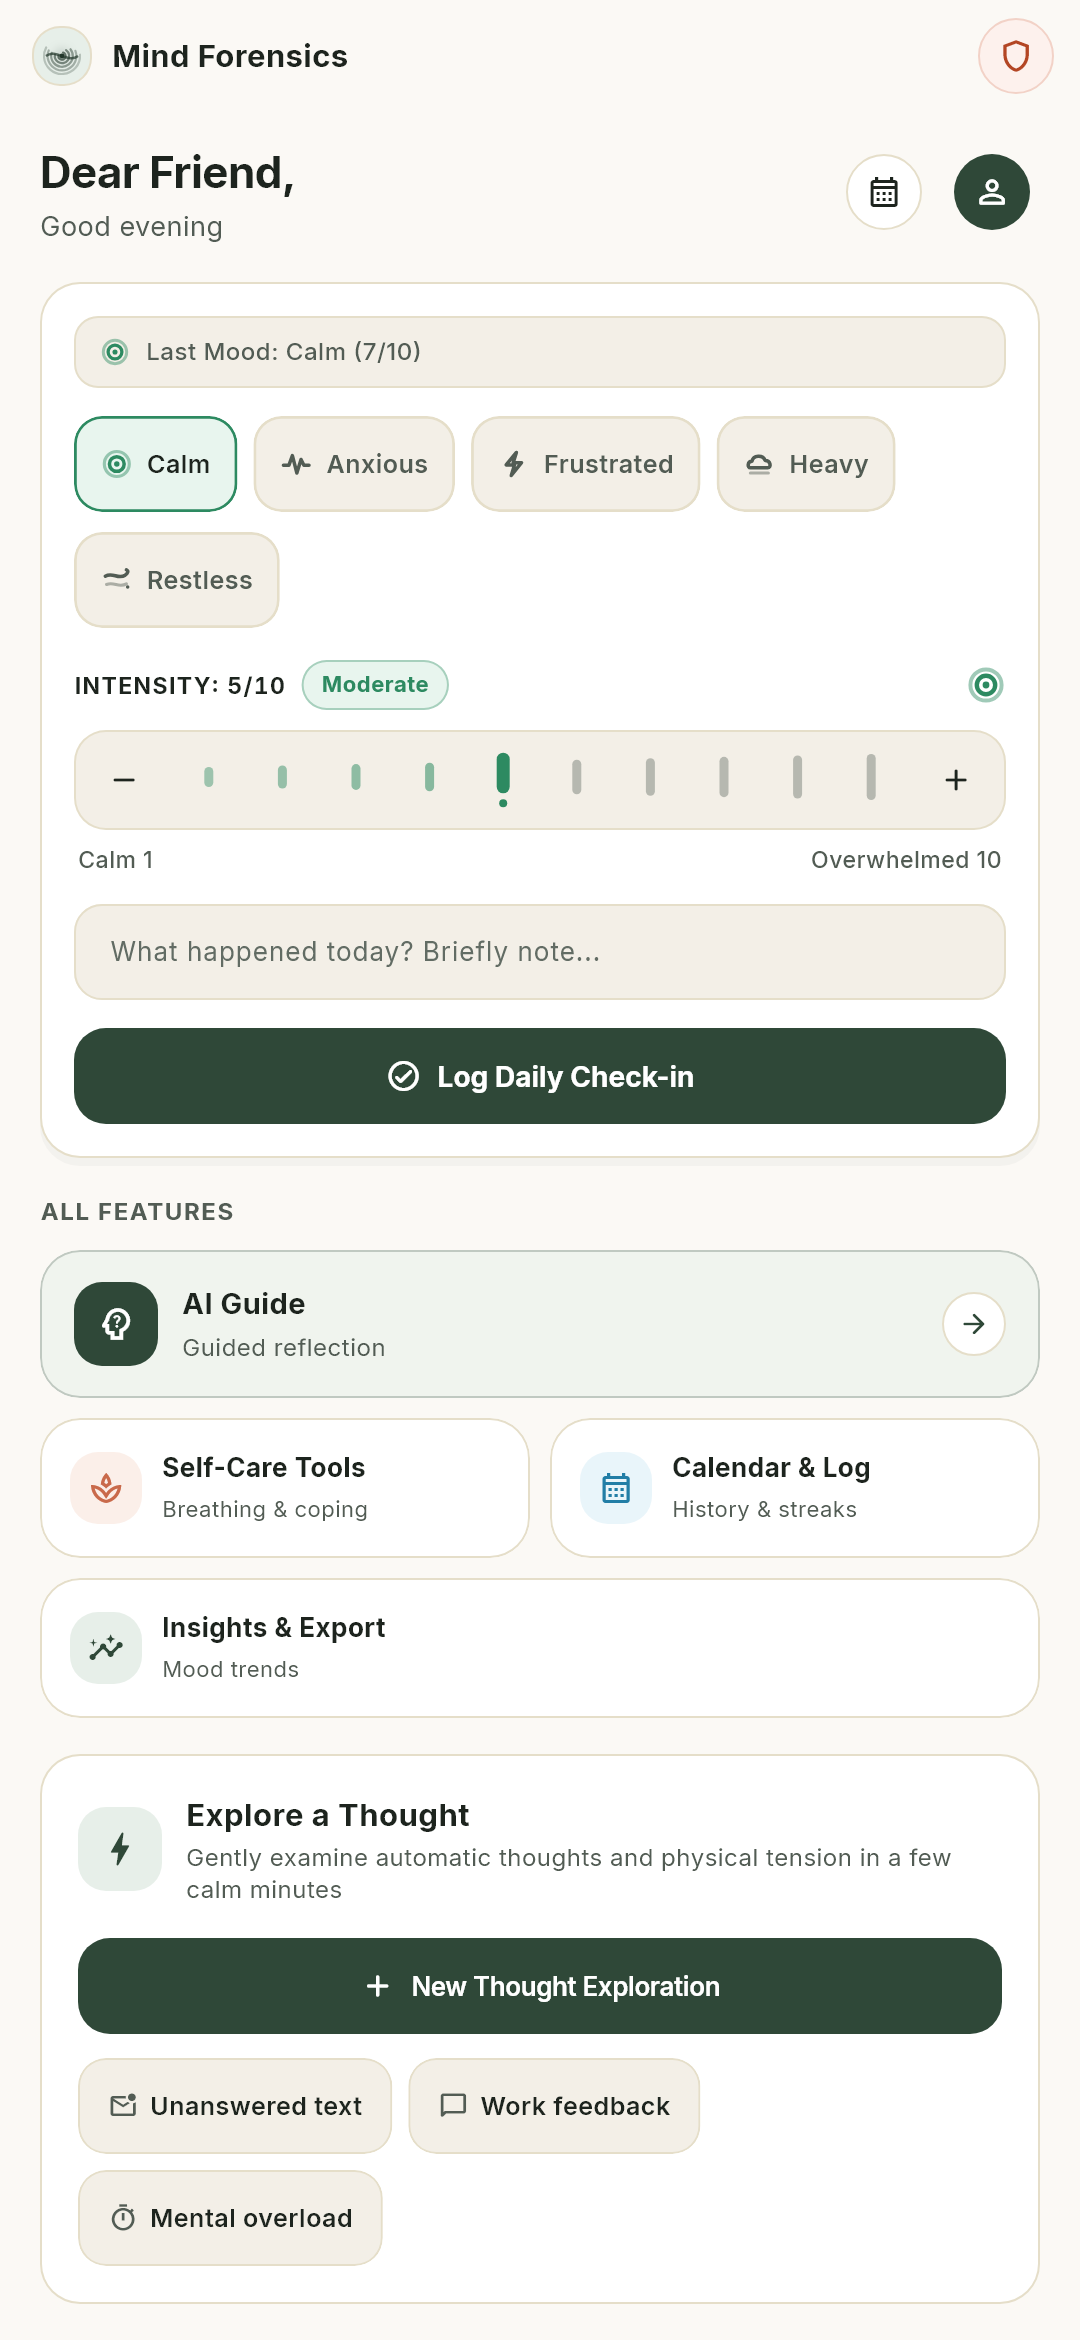 Mind Forensics
Dear Friend,
Good evening
Last Mood: Calm (7/10)
Calm
Anxious
Frustrated
Heavy
Restless
INTENSITY: 5/10
Moderate
Calm 1
Overwhelmed 10
What happened today? Briefly note...
Log Daily Check-in
ALL FEATURES
AI Guide
Guided reflection
Self-Care Tools
Breathing & coping
Calendar & Log
History & streaks
Insights & Export
Mood trends
Explore a Thought
Gently examine automatic thoughts and physical tension in a few
calm minutes
New Thought Exploration
Unanswered text
Work feedback
Mental overload